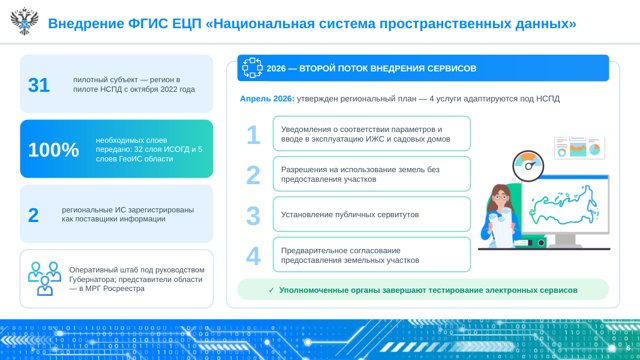 Внедрение ФГИС ЕЦП «Национальная система пространственных данных»
31
пилотный субъект — регион в
пилоте НСПД с октября 2022 года
100%
необходимых слоев
передано: 32 слоя ИСОГД и 5
слоев ГеоИС области
2
региональные ИС зарегистрированы
как поставщики информации
Оперативный штаб под руководством
Губернатора; представители области
— в МРГ Росреестра
2026 — ВТОРОЙ ПОТОК ВНЕДРЕНИЯ СЕРВИСОВ
Апрель 2026: утвержден региональный план — 4 услуги адаптируются под НСПД
1
Уведомления о соответствии параметров и
вводе в эксплуатацию ИЖС и садовых домов
2
Разрешения на использование земель без
предоставления участков
3
Установление публичных сервитутов
4
Предварительное согласование
предоставления земельных участков
✓ Уполномоченные органы завершают тестирование электронных сервисов